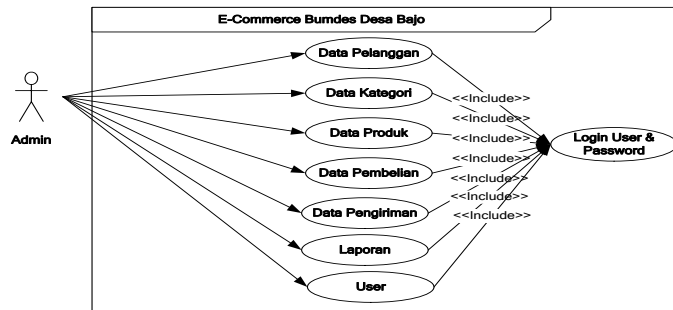 E-Commerce Bumdes Desa Bajo
Admin
Data Pelanggan
Data Kategori
Data Produk
Data Pembelian
Data Pengiriman
Laporan
User
<<Include>>
<<Include>>
<<Include>>
<<Include>>
<<Include>>
<<Include>>
Login User &
Password